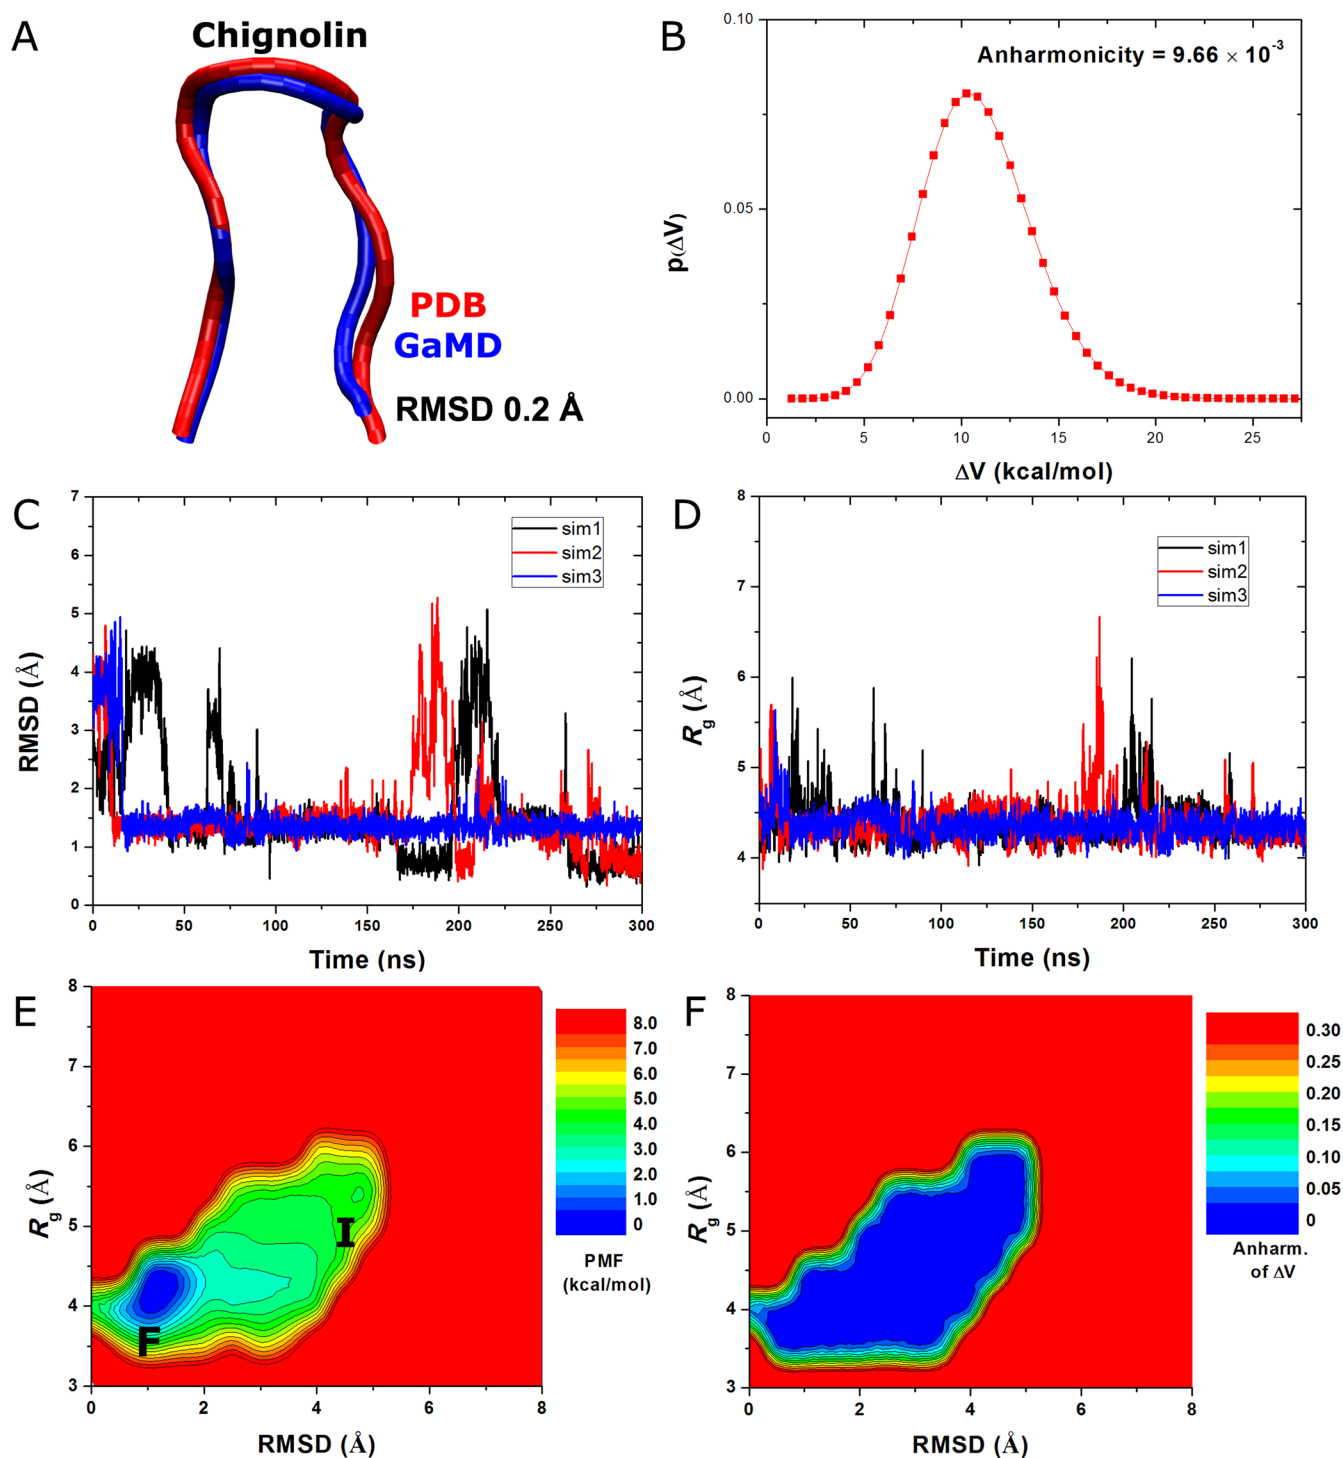 A
Chignolin
PDB
GaMD
RMSD 0.2 Å
B
Anharmonicity = 9.66 × 10⁻³
0.10
0.05
0.00
p(ΔV)
0 5 10 15 20 25
ΔV (kcal/mol)
C
7
6
5
4
3
2
1
0
RMSD (Å)
sim1
sim2
sim3
0 50 100 150 200 250 300
Time (ns)
D
8
7
6
5
4
Rg (Å)
sim1
sim2
sim3
0 50 100 150 200 250 300
Time (ns)
E
8
7
6
5
4
3
Rg (Å)
I
F
0 2 4 6 8
RMSD (Å)
8.0
7.0
6.0
5.0
4.0
3.0
2.0
1.0
0
PMF
(kcal/mol)
F
8
7
6
5
4
3
Rg (Å)
0 2 4 6 8
RMSD (Å)
0.30
0.25
0.20
0.15
0.10
0.05
0
Anharm.
of ΔV